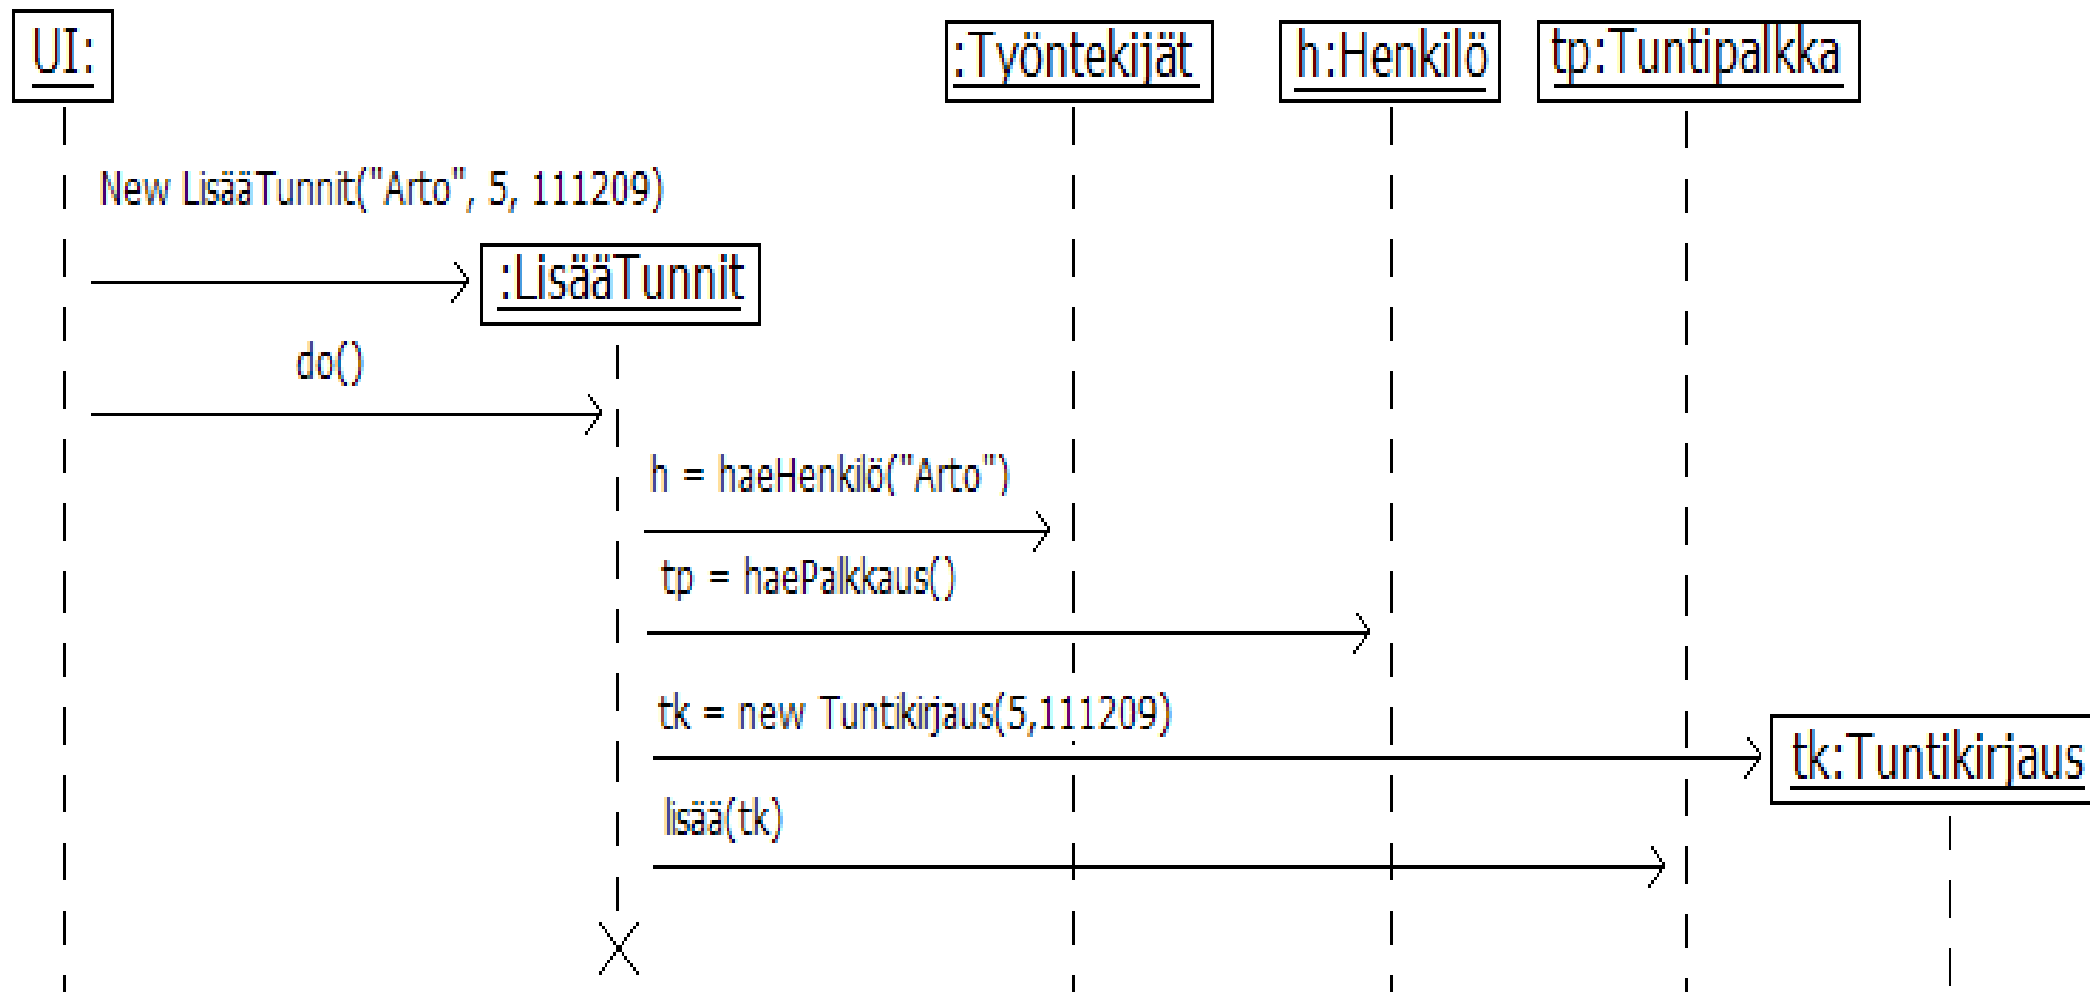 UI:
:Työntekijät
h:Henkilö
tp:Tuntipalkka
New LisääTunnit("Arto", 5, 111209)
:LisääTunnit
do()
h = haeHenkilö("Arto")
tp = haePalkkaus()
tk = new Tuntikirjaus(5,111209)
tk:Tuntikirjaus
lisää(tk)